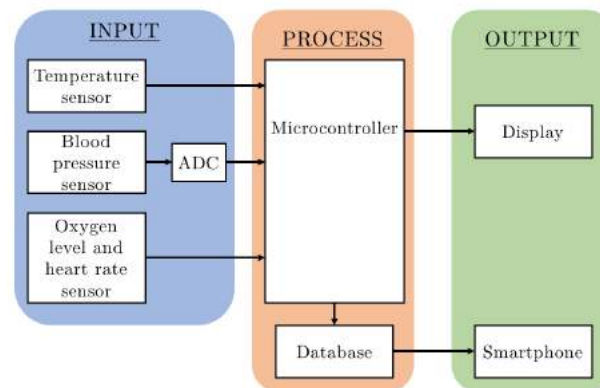 INPUT
Temperature
sensor
Blood
pressure
sensor
ADC
Oxygen
level and
heart rate
sensor
PROCESS
Microcontroller
Database
OUTPUT
Display
Smartphone